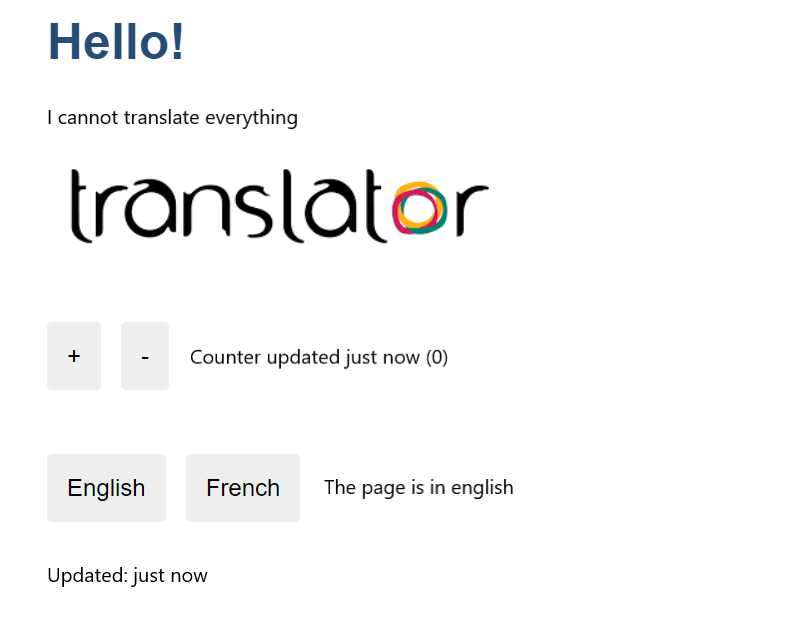 Hello!
I cannot translate everything
translator
+ - Counter updated just now (0)
English French The page is in english
Updated: just now